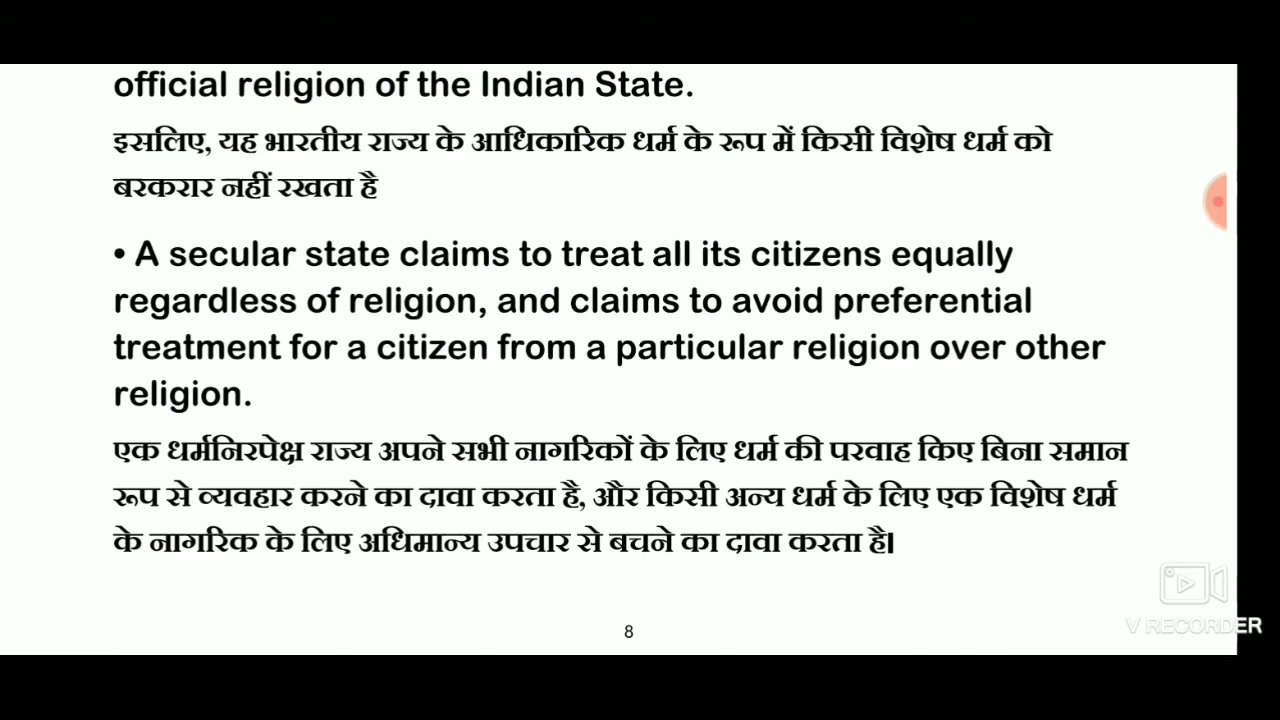 official religion of the Indian State.
इसलिए, यह भारतीय राज्य के आधिकारिक धर्म के रूप में किसी विशेष धर्म को
बरकरार नहीं रखता है
• A secular state claims to treat all its citizens equally
regardless of religion, and claims to avoid preferential
treatment for a citizen from a particular religion over other
religion.
एक धर्मनिरपेक्ष राज्य अपने सभी नागरिकों के लिए धर्म की परवाह किए बिना समान
रूप से व्यवहार करने का दावा करता है, और किसी अन्य धर्म के लिए एक विशेष धर्म
के नागरिक के लिए अधिमान्य उपचार से बचने का दावा करता है।
V RECORDER
8